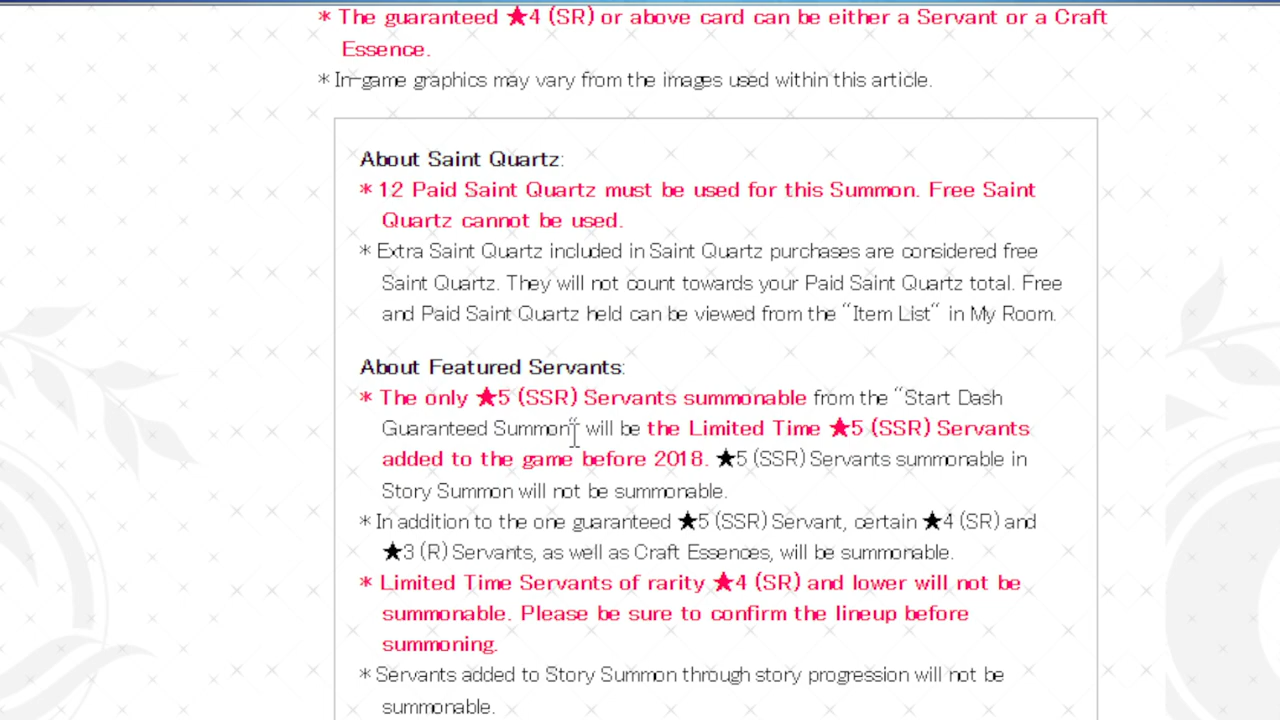 * The guaranteed ★4 (SR) or above card can be either a Servant or a Craft
Essence.
* In-game graphics may vary from the images used within this article.
About Saint Quartz:
* 12 Paid Saint Quartz must be used for this Summon. Free Saint
Quartz cannot be used.
* Extra Saint Quartz included in Saint Quartz purchases are considered free
Saint Quartz. They will not count towards your Paid Saint Quartz total. Free
and Paid Saint Quartz held can be viewed from the "Item List" in My Room.
About Featured Servants:
* The only ★5 (SSR) Servants summonable from the "Start Dash
Guaranteed Summon" will be the Limited Time ★5 (SSR) Servants
added to the game before 2018. ★5 (SSR) Servants summonable in
Story Summon will not be summonable.
* In addition to the one guaranteed ★5 (SSR) Servant, certain ★4 (SR) and
★3 (R) Servants, as well as Craft Essences, will be summonable.
* Limited Time Servants of rarity ★4 (SR) and lower will not be
summonable. Please be sure to confirm the lineup before
summoning.
* Servants added to Story Summon through story progression will not be
summonable.